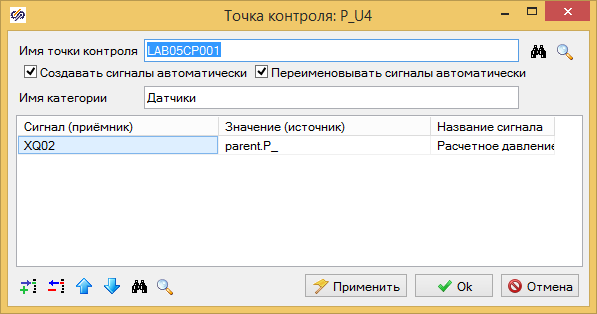 Точка контроля: P_U4
Имя точки контроля LAB05CP001
Создавать сигналы автоматически Переименовывать сигналы автоматически
Имя категории Датчики
Сигнал (приёмник) Значение (источник) Название сигнала
XQ02 parent.P_ Расчетное давление
Применить Ok Отмена